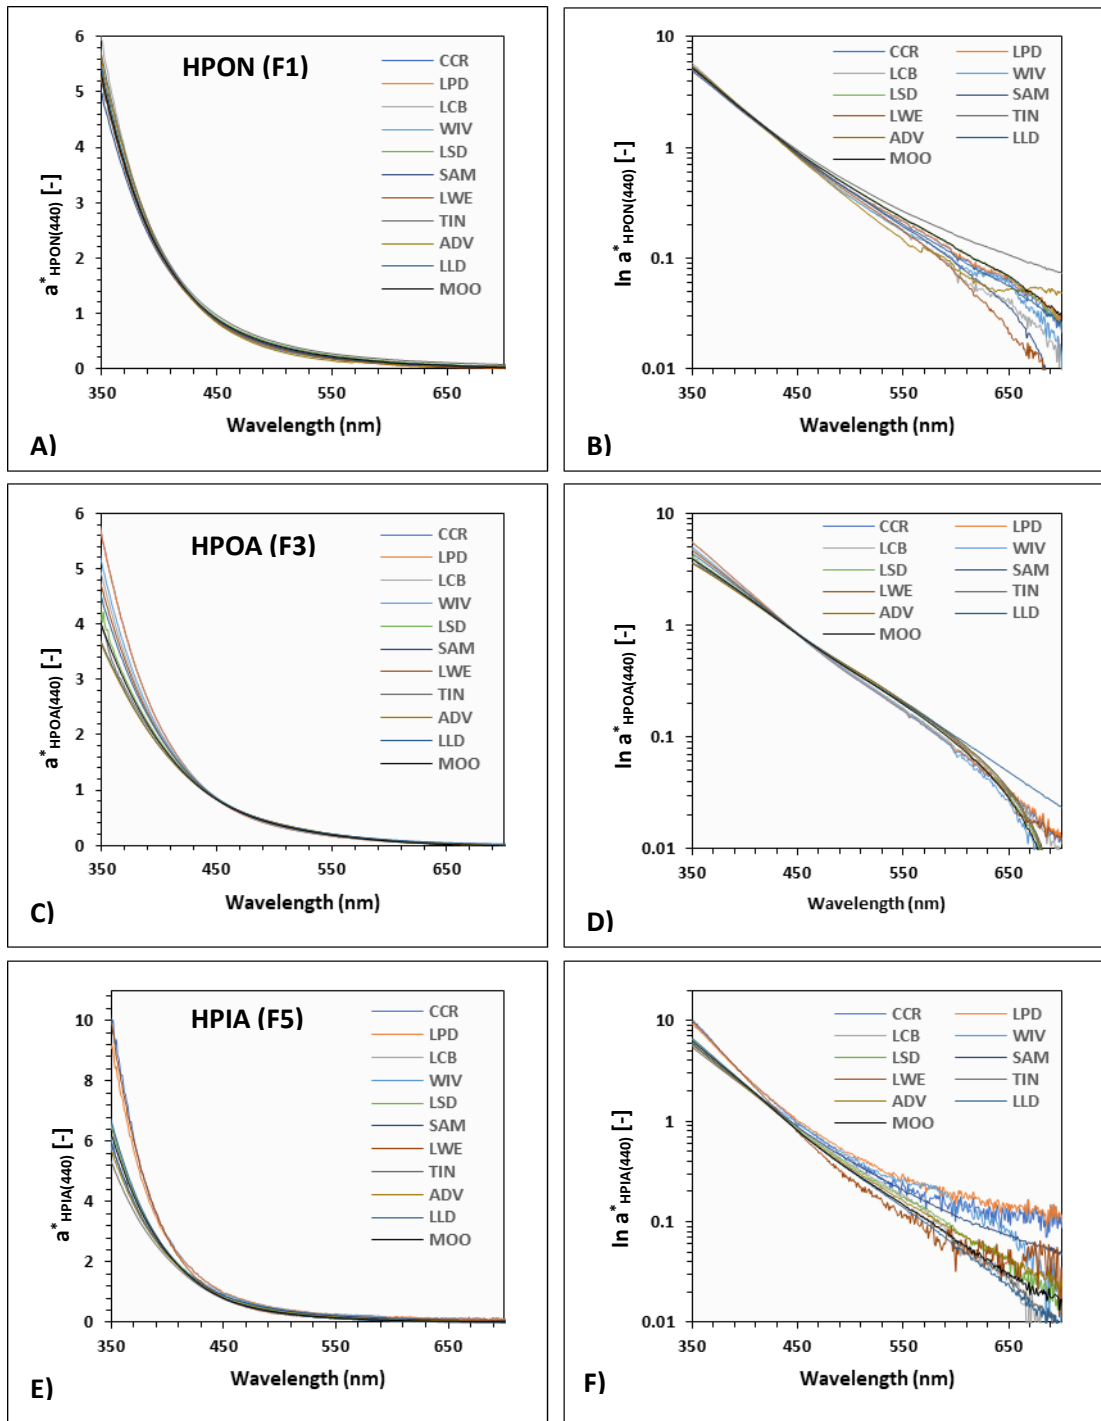 HPON (F1)
6
5
4
3
2
1
0
350
450
550
650
a*HPON(440) [-]
Wavelength (nm)
CCR
LPD
LCB
WIV
LSD
SAM
LWE
TIN
ADV
LLD
MOO
A)
10
1
0.1
0.01
350
450
550
650
ln a*HPON(440) [-]
Wavelength (nm)
CCR LPD
LCB WIV
LSD SAM
LWE TIN
ADV LLD
MOO
B)
HPOA (F3)
6
5
4
3
2
1
0
350
450
550
650
a*HPOA(440) [-]
Wavelength (nm)
CCR
LPD
LCB
WIV
LSD
SAM
LWE
TIN
ADV
LLD
MOO
C)
10
1
0.1
0.01
350
450
550
650
ln a*HPOA(440) [-]
Wavelength (nm)
CCR LPD
LCB WIV
LSD SAM
LWE TIN
ADV LLD
MOO
D)
HPIA (F5)
10
8
6
4
2
0
350
450
550
650
a*HPIA(440) [-]
Wavelength (nm)
CCR
LPD
LCB
WIV
LSD
SAM
LWE
TIN
ADV
LLD
MOO
E)
10
1
0.1
0.01
350
450
550
650
ln a*HPIA(440) [-]
Wavelength (nm)
CCR LPD
LCB WIV
LSD SAM
LWE TIN
ADV LLD
MOO
F)